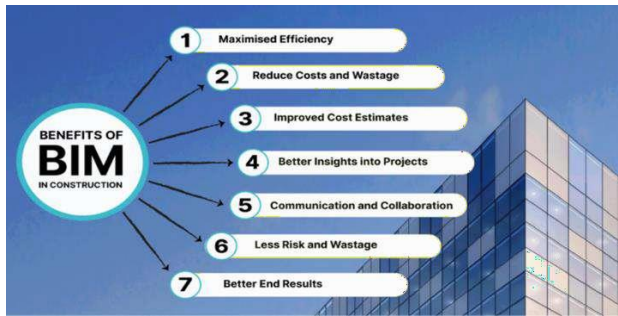 BENEFITS OF
BIM
IN CONSTRUCTION
1 Maximised Efficiency
2 Reduce Costs and Wastage
3 Improved Cost Estimates
4 Better Insights into Projects
5 Communication and Collaboration
6 Less Risk and Wastage
7 Better End Results